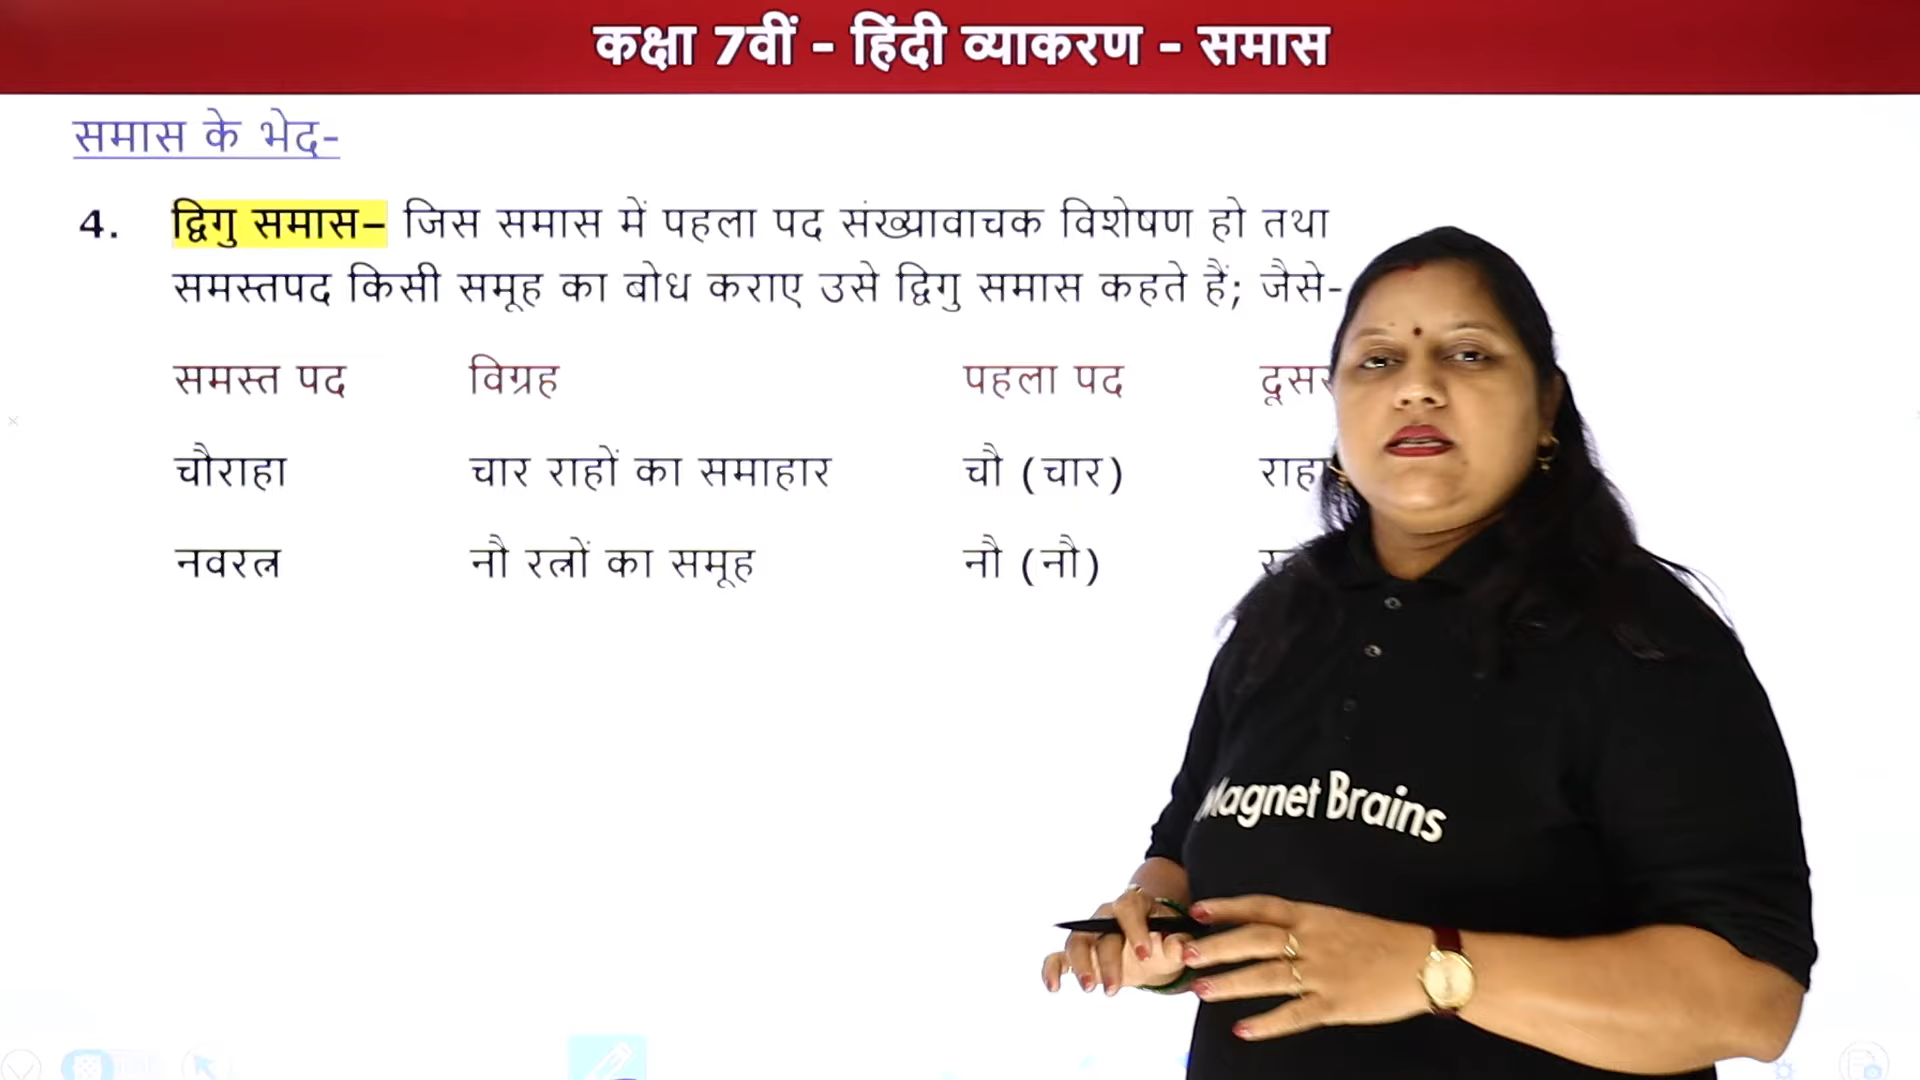 कक्षा 7वीं - हिंदी व्याकरण - समास
समास के भेद-
4. द्विगु समास– जिस समास में पहला पद संख्यावाचक विशेषण हो तथा
समस्तपद किसी समूह का बोध कराए उसे द्विगु समास कहते हैं; जैसे-
समस्त पद विग्रह पहला पद
चौराहा चार राहों का समाहार चौ (चार)
नवरत्न नौ रत्नों का समूह नौ (नौ)
Magnet Brains